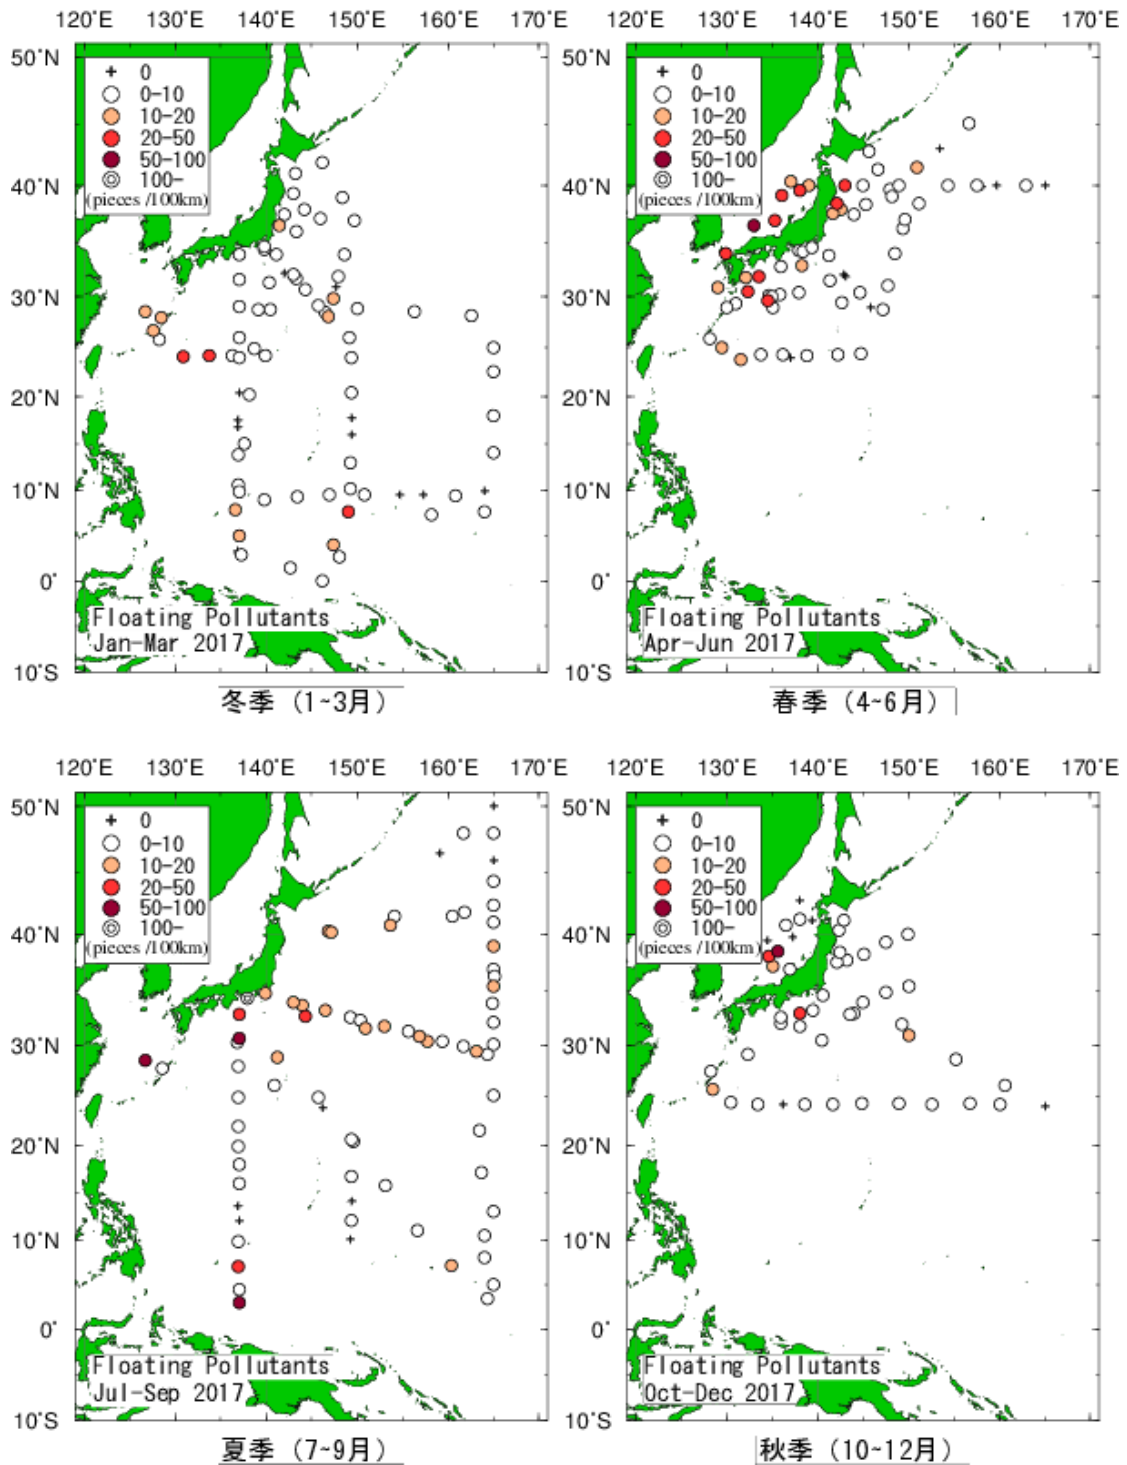 120°E 130°E 140°E 150°E 160°E 170°E
50°N
40°N
30°N
20°N
10°N
0°
10°S
+ 0
0-10
10-20
20-50
50-100
100-
(pieces /100km)
Floating Pollutants
Jan-Mar 2017
冬季（1~3月）
120°E 130°E 140°E 150°E 160°E 170°E
50°N
40°N
30°N
20°N
10°N
0°
10°S
+ 0
0-10
10-20
20-50
50-100
100-
(pieces /100km)
Floating Pollutants
Apr-Jun 2017
春季（4~6月）
120°E 130°E 140°E 150°E 160°E 170°E
50°N
40°N
30°N
20°N
10°N
0°
10°S
+ 0
0-10
10-20
20-50
50-100
100-
(pieces /100km)
Floating Pollutants
Jul-Sep 2017
夏季（7~9月）
120°E 130°E 140°E 150°E 160°E 170°E
50°N
40°N
30°N
20°N
10°N
0°
10°S
+ 0
0-10
10-20
20-50
50-100
100-
(pieces /100km)
Floating Pollutants
Oct-Dec 2017
秋季（10~12月）